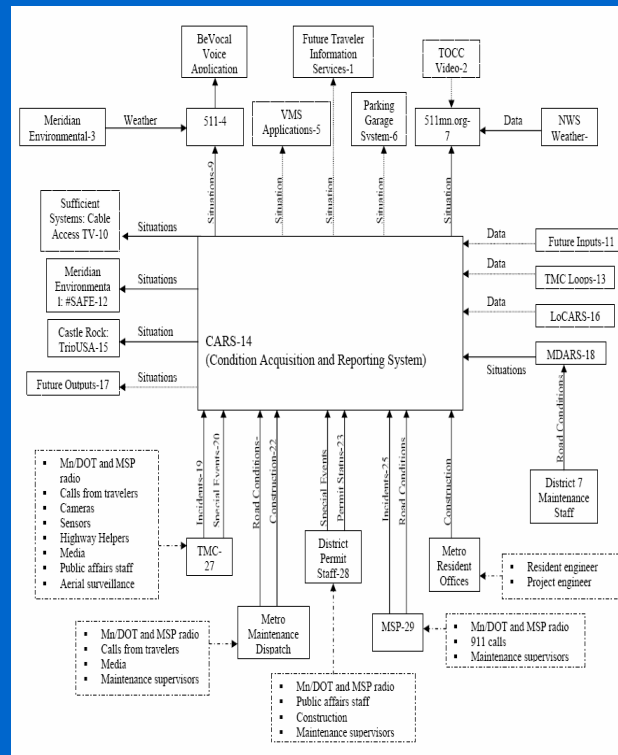 BeVocal
Voice
Application
Future Traveler
Information
Services-1
TOCC
Video-2
Meridian
Environmental-3
Weather
511-4
VMS
Applications-5
Parking
Garage
System-6
511mn.org-
7
Data
NWS
Weather-
Situations-9
Situation
Situation
Situation
Situation
Sufficient
Systems: Cable
Access TV-10
Situations
Meridian
Environmenta
l: #SAFE-12
Situations
Castle Rock:
TripUSA-15
Situation
Future Outputs-17
Situations
CARS-14
(Condition Acquisition and Reporting System)
Data
Future Inputs-11
Data
TMC Loops-13
Data
LoCARS-16
MDARS-18
Situations
Road Conditions
District 7
Maintenance
Staff
Incidents-19
Special Events-20
Road Conditions-
Construction-22
Special Events
Permit Status-23
Incidents-25
Road Conditions
Construction
▪ Mn/DOT and MSP
radio
▪ Calls from travelers
▪ Cameras
▪ Sensors
▪ Highway Helpers
▪ Media
▪ Public affairs staff
▪ Aerial surveillance
TMC-
27
District
Permit
Staff-28
Metro
Resident
Offices
▪ Resident engineer
▪ Project engineer
▪ Mn/DOT and MSP radio
▪ Calls from travelers
▪ Media
▪ Maintenance supervisors
Metro
Maintenance
Dispatch
MSP-29
▪ Mn/DOT and MSP radio
▪ 911 calls
▪ Maintenance supervisors
▪ Mn/DOT and MSP radio
▪ Public affairs staff
▪ Construction
▪ Maintenance supervisors